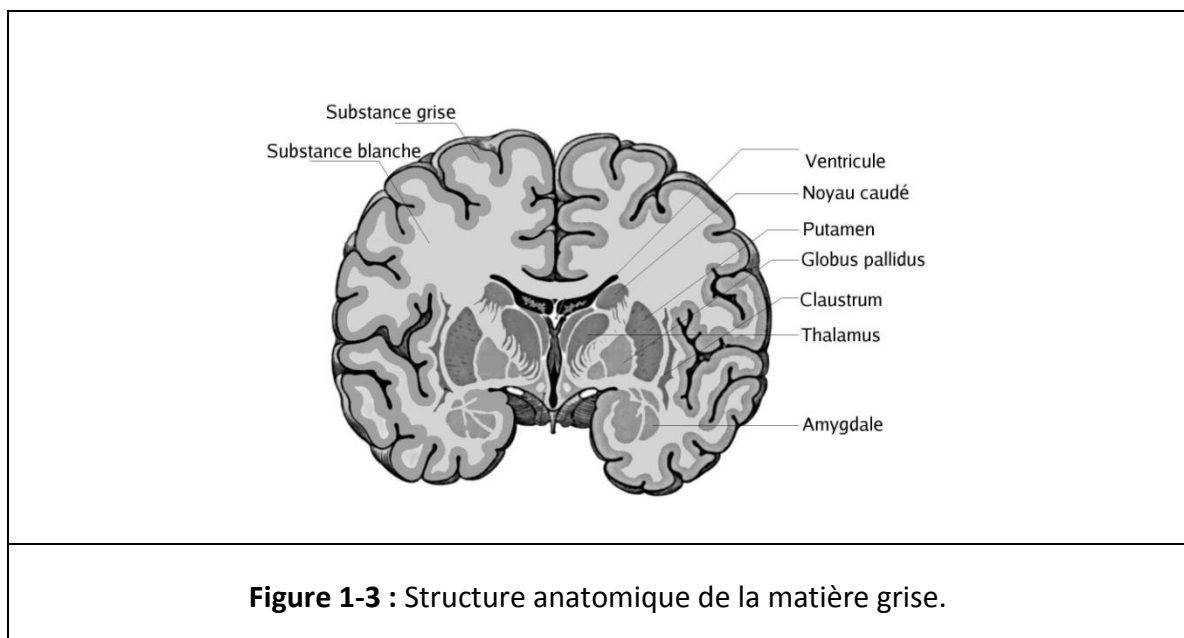 Substance grise
Substance blanche
Ventricule
Noyau caudé
Putamen
Globus pallidus
Claustrum
Thalamus
Amygdale
Figure 1-3 : Structure anatomique de la matière grise.